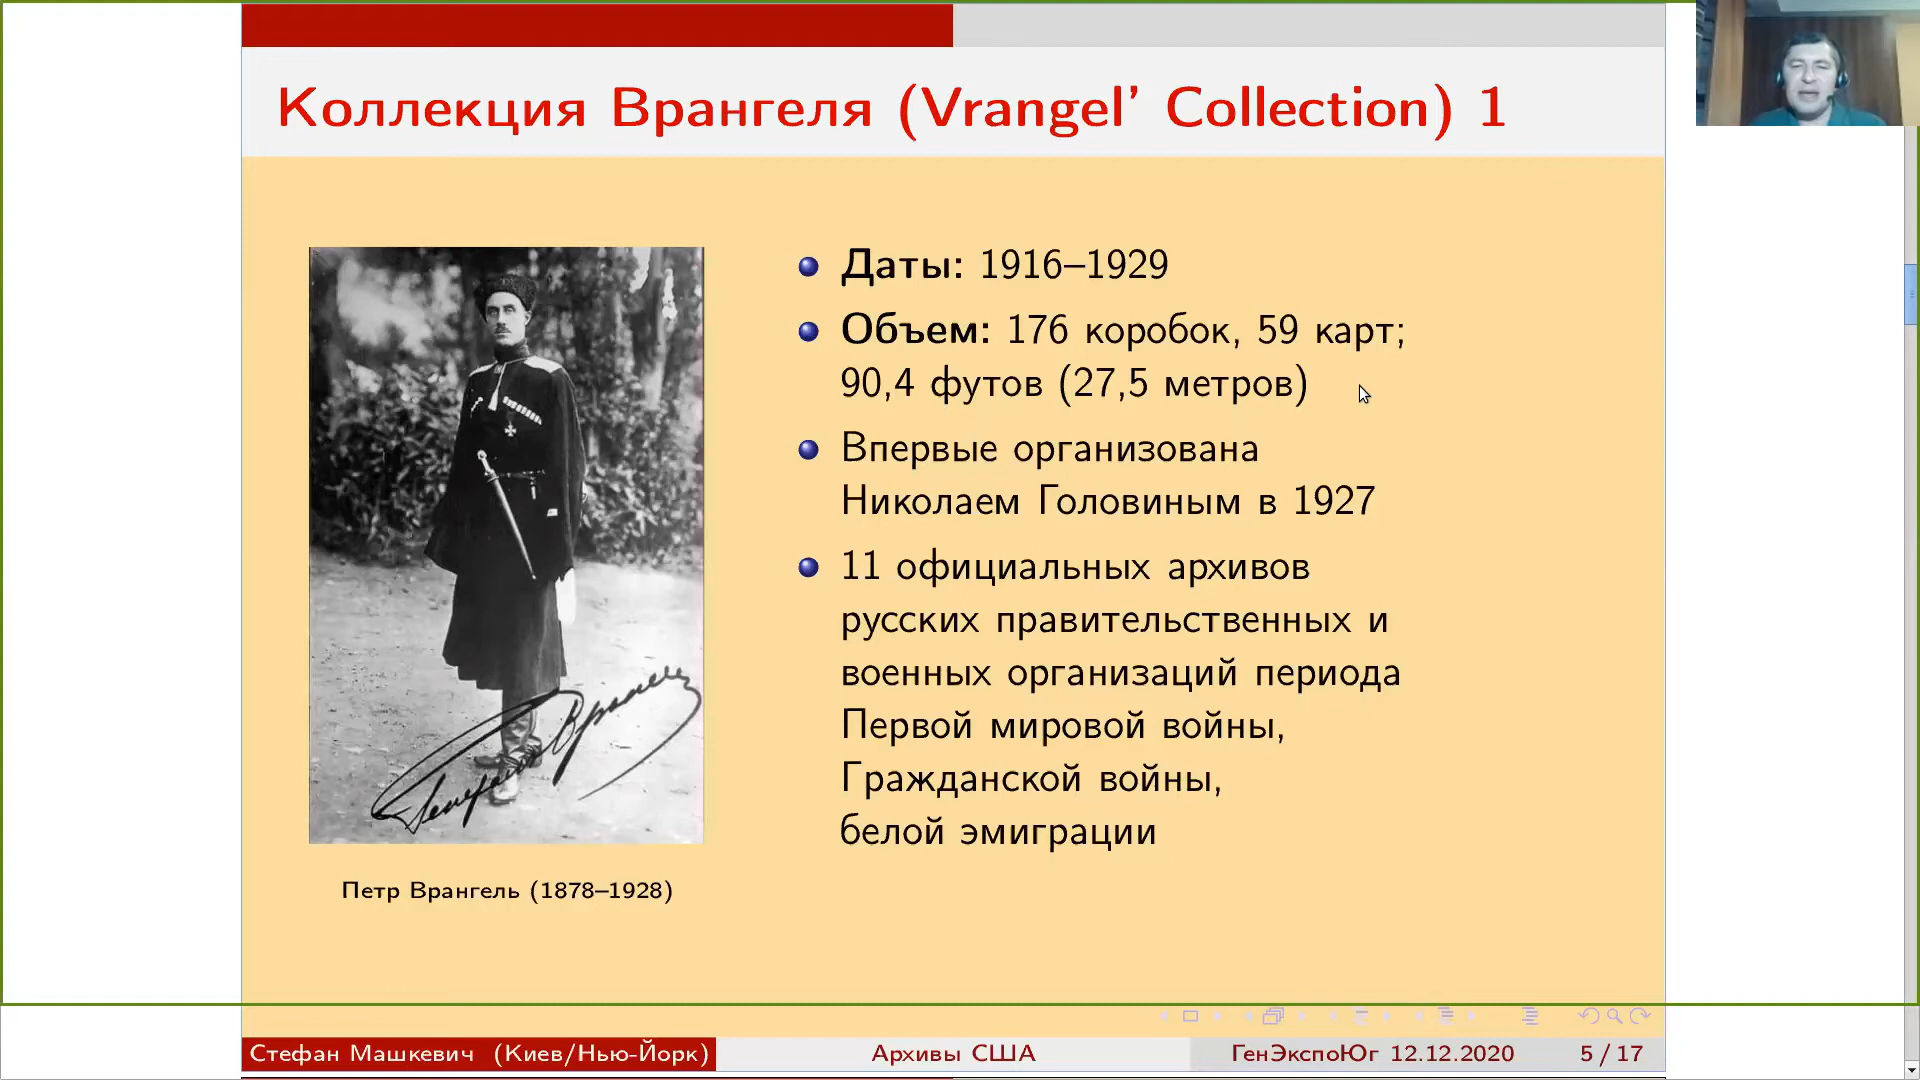 Коллекция Врангеля (Vrangel’ Collection) 1
Даты: 1916–1929
Объем: 176 коробок, 59 карт;
90,4 футов (27,5 метров)
Впервые организована
Николаем Головиным в 1927
11 официальных архивов
русских правительственных и
военных организаций периода
Первой мировой войны,
Гражданской войны,
белой эмиграции
Генерал Врангель
Петр Врангель (1878–1928)
Стефан Машкевич (Киев/Нью-Йорк)
Архивы США
ГенЭкспоЮг 12.12.2020
5 / 17